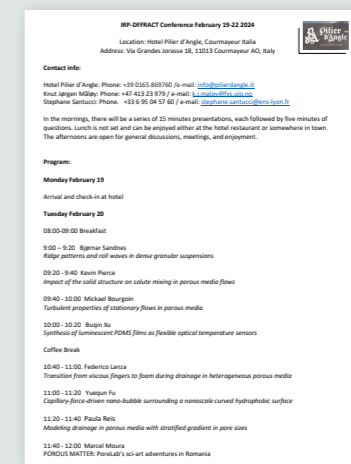 IRP-DFFRACT Conference February 19-22 2024
Pilier d'Angle
Location: Hotel Pilier d'Angle, Courmayeur Italia
Address: Via Grandes Jorasse 18, 11013 Courmayeur AO, Italy
Contact info:
Hotel Pilier d'Angle: Phone: +39 0165 869760 /e-mail: info@pilierdangle.it
Knut Jørgen Måløy: Phone: +47 413 23 979 / e-mail: k.j.maloy@fys.uio.no
Stephane Santucci: Phone. +33 6 95 04 57 60 / e-mail: stephane.santucci@ens-lyon.fr
In the mornings, there will be a series of 15 minutes presentations, each followed by five minutes of
questions. Lunch is not set and can be enjoyed either at the hotel restaurant or somewhere in town.
The afternoons are open for general discussions, meetings, and enjoyment.
Program:
Monday February 19
Arrival and check-in at hotel
Tuesday February 20
08:00-09:00 Breakfast
9:00 – 9:20 Bjørnar Sandnes
Ridge patterns and roll waves in dense granular suspensions
09:20 - 9:40 Kevin Pierce
Impact of the solid structure on solute mixing in porous media flows
09:40 - 10:00 Mickael Bourgoin
Turbulent properties of stationary flows in porous media
10:00 - 10:20 Buqin Xu
Synthesis of luminescent PDMS films as flexible optical temperature sensors
Coffee Break
10:40 - 11:00. Federico Lanza
Transition from viscous fingers to foam during drainage in heterogeneous porous media
11:00 - 11:20 Yuequn Fu
Capillary-force-driven nano-bubble surrounding a nanoscale curved hydrophobic surface
11:20 - 11:40 Paula Reis
Modeling drainage in porous media with stratified gradient in pore sizes
11:40 - 12:00 Marcel Moura
POROUS MATTER: PoreLab's sci-art adventures in Romania